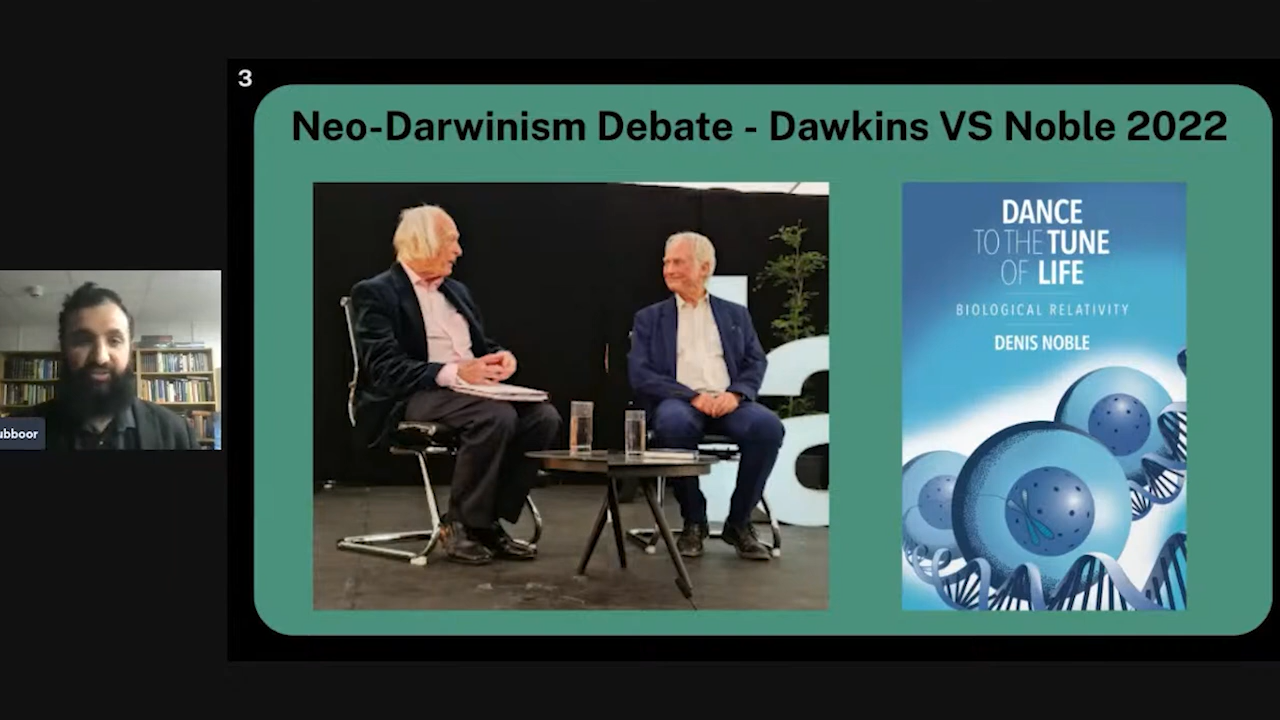 3
Neo-Darwinism Debate - Dawkins VS Noble 2022
DANCE
TO THE TUNE
OF LIFE
BIOLOGICAL RELATIVITY
DENIS NOBLE
ubboor